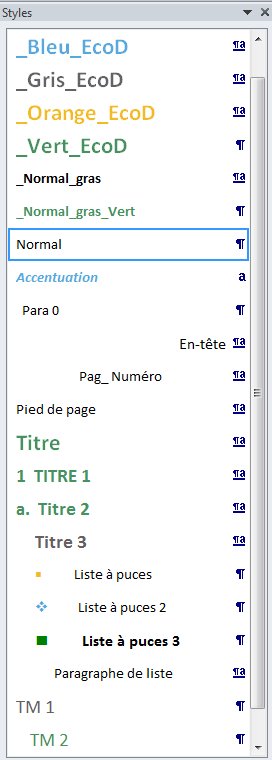 Styles
_Bleu_EcoD ¶a
_Gris_EcoD ¶a
_Orange_EcoD ¶a
_Vert_EcoD ¶
_Normal_gras ¶a
_Normal_gras_Vert ¶
Normal ¶
Accentuation a
Para 0 ¶
En-tête ¶a
Pag_ Numéro ¶a
Pied de page ¶a
Titre ¶a
1 TITRE 1 ¶a
a. Titre 2 ¶a
Titre 3 ¶a
Liste à puces ¶
Liste à puces 2 ¶
Liste à puces 3 ¶
Paragraphe de liste ¶a
TM 1 ¶
TM 2 ¶